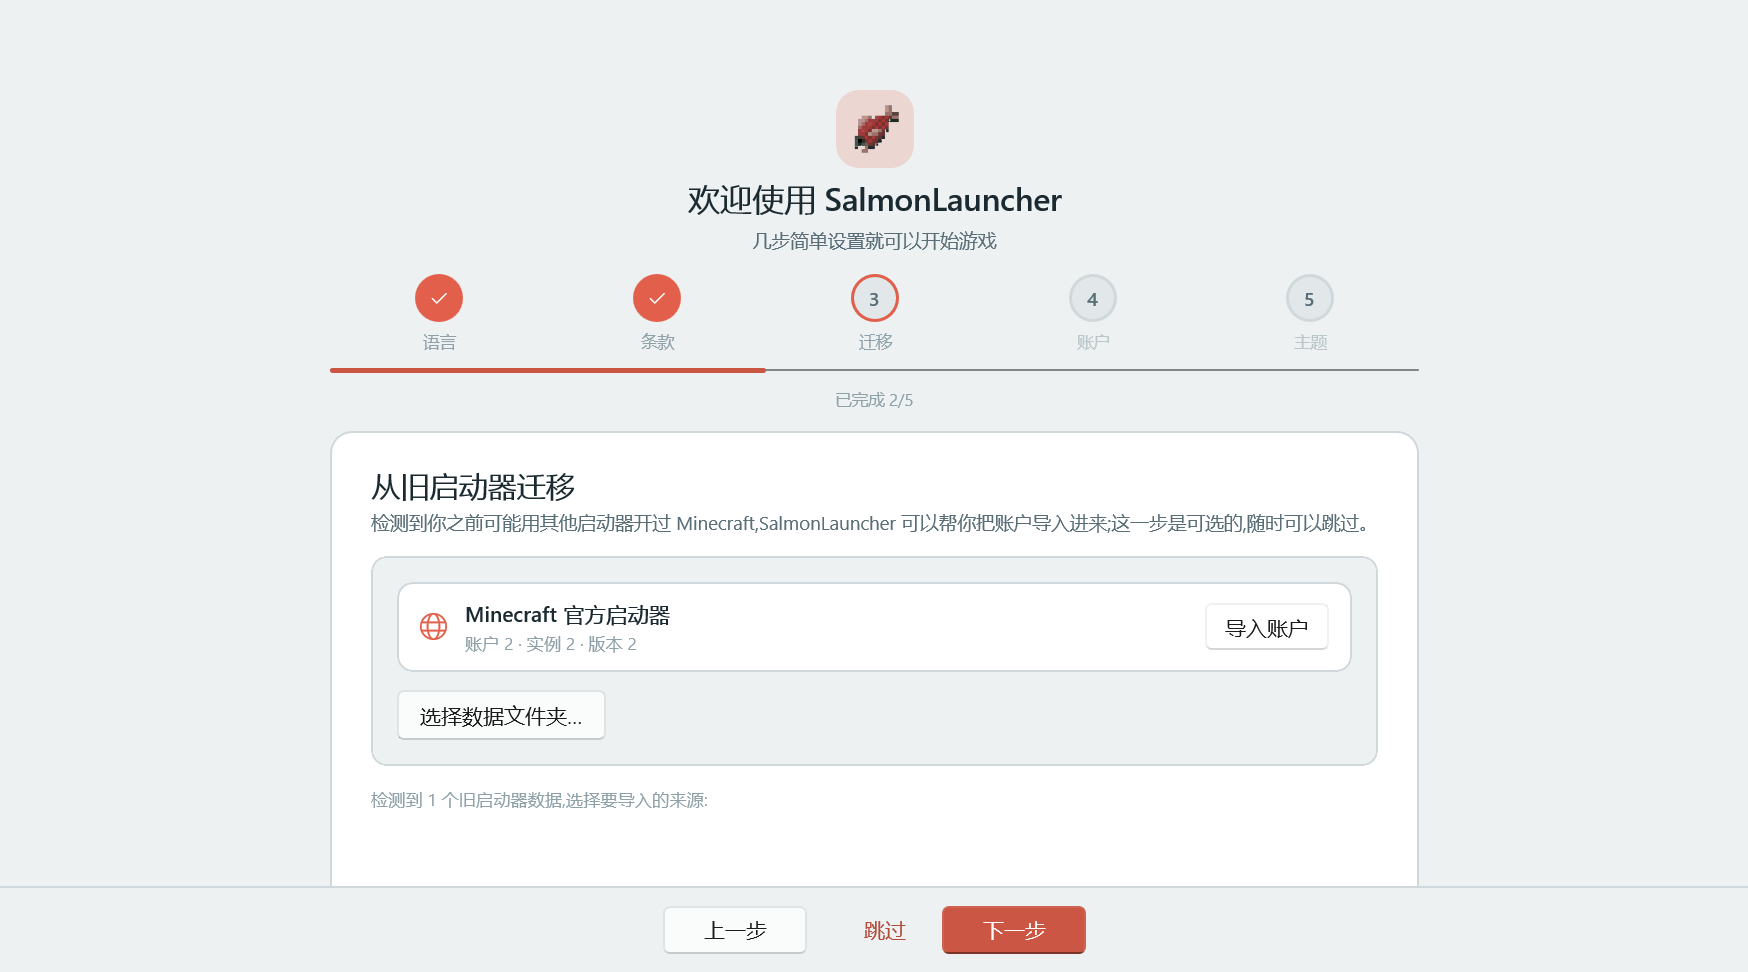 欢迎使用 SalmonLauncher
几步简单设置就可以开始游戏
3
4
5
语言
条款
迁移
账户
主题
已完成 2/5
从旧启动器迁移
检测到你之前可能用其他启动器开过 Minecraft,SalmonLauncher 可以帮你把账户导入进来;这一步是可选的,随时可以跳过。
Minecraft 官方启动器
账户 2 · 实例 2 · 版本 2
导入账户
选择数据文件夹...
检测到 1 个旧启动器数据,选择要导入的来源:
上一步
跳过
下一步